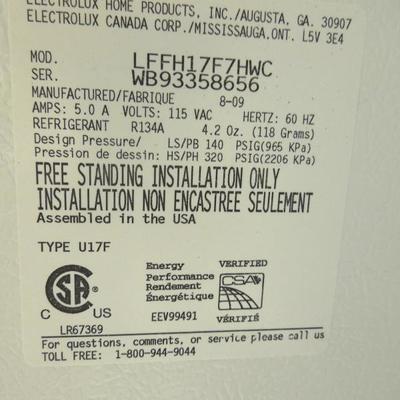 ELECTROLUX HOME PRODUCTS, INC./AUGUSTA, GA. 30907
ELECTROLUX CANADA CORP./MISSISSAUGA,ONT. L5V 3E4
MOD. LFFH17F7HWC
SER. WB93358656
MANUFACTURED/FABRIQUE 8-09
AMPS: 5.0 A VOLTS: 115 VAC HERTZ: 60 HZ
REFRIGERANT R134A 4.2 Oz. (118 Grams)
Design Pressure/ LS/PB 140 PSIG(965 KPa)
Pression de dessin: HS/PH 320 PSIG(2206 KPa)
FREE STANDING INSTALLATION ONLY
INSTALLATION NON ENCASTREE SEULEMENT
Assembled in the USA
TYPE U17F
Energy VERIFIED
Performance
Rendement CSA
Énergétique
C SA US EEV99491 VÉRIFIÉ
LR67369
For questions, comments, or service please call us
TOLL FREE: 1-800-944-9044